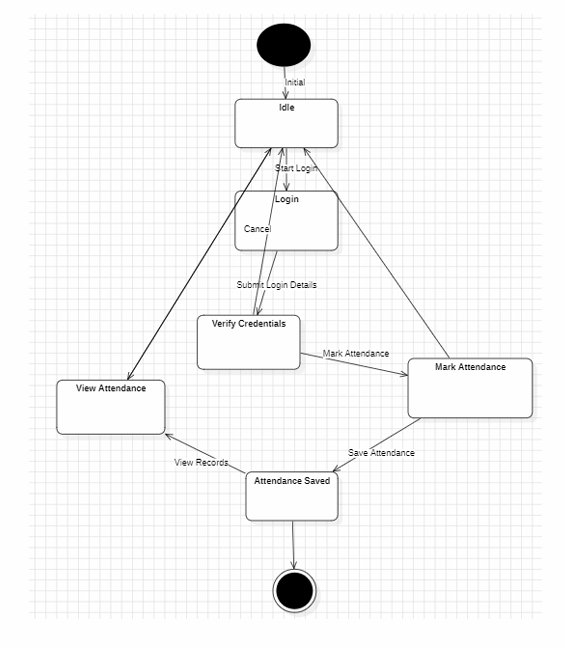 Initial
Idle
Start Login
Login
Cancel
Submit Login Details
Verify Credentials
Mark Attendance
Mark Attendance
View Attendance
Save Attendance
View Records
Attendance Saved